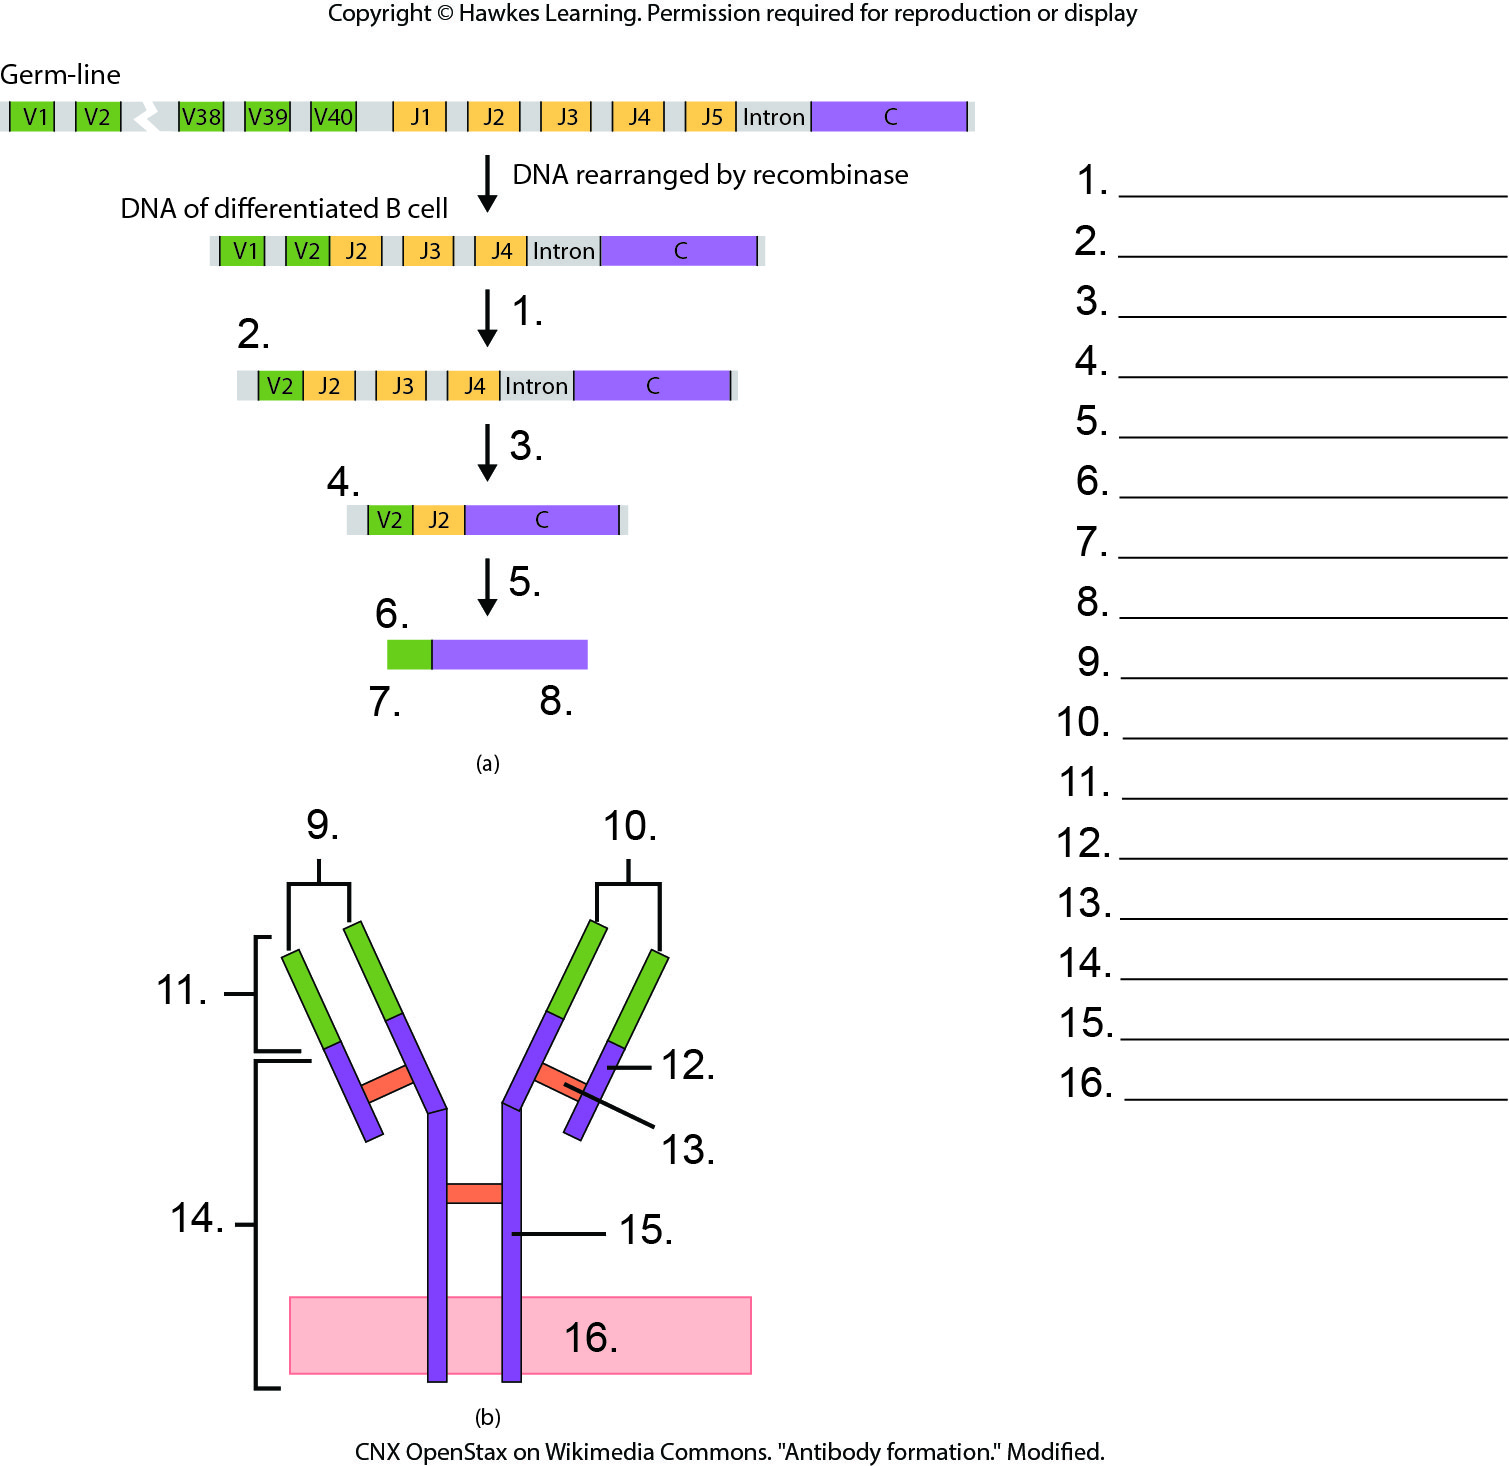 Copyright © Hawkes Learning. Permission required for reproduction or display
Germ-line
V1 V2 V38 V39 V40 J1 J2 J3 J4 J5 Intron C
DNA rearranged by recombinase
DNA of differentiated B cell
V1 V2 J2 J3 J4 Intron C
1.
2.
V2 J2 J3 J4 Intron C
3.
4.
V2 J2 C
5.
6.
7. 8.
(a)
9. 10.
11.
12.
13.
14.
15.
16.
(b)
1.
2.
3.
4.
5.
6.
7.
8.
9.
10.
11.
12.
13.
14.
15.
16.
CNX OpenStax on Wikimedia Commons. "Antibody formation." Modified.